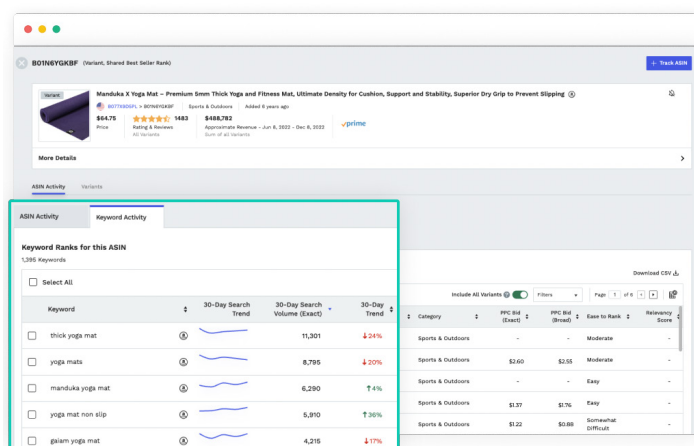 B01N6YGKBF (Variant, Shared Best Seller Rank)
+ Track ASIN
Variant
Manduka X Yoga Mat – Premium 5mm Thick Yoga and Fitness Mat, Ultimate Density for Cushion, Support and Stability, Superior Dry Grip to Prevent Slipping
> B01N6YGKBF Sports & Outdoors Added 6 years ago
$64.75 1483 $488,782
Price Rating & Reviews Approximate Revenue - Jun 8, 2022 - Dec 8, 2022
All Variants Sum of all Variants
prime
More Details
ASIN Activity Variants
ASIN Activity Keyword Activity
Keyword Ranks for this ASIN
1,395 Keywords
Download CSV
Select All
Include All Variants Filters Page 1 of 6
Keyword 30-Day Search Trend 30-Day Search Volume (Exact) 30-Day Trend Category PPC Bid (Exact) PPC Bid (Broad) Ease to Rank Relevancy Score
thick yoga mat 11,301 24% Sports & Outdoors - - Moderate -
yoga mats 8,795 20% Sports & Outdoors $2.60 $2.55 Moderate -
manduka yoga mat 6,290 4% Sports & Outdoors - - Easy -
yoga mat non slip 5,910 36% Sports & Outdoors $1.37 $1.76 Easy -
gaiam yoga mat 4,215 17% Sports & Outdoors $1.22 $0.89 Somewhat Difficult -